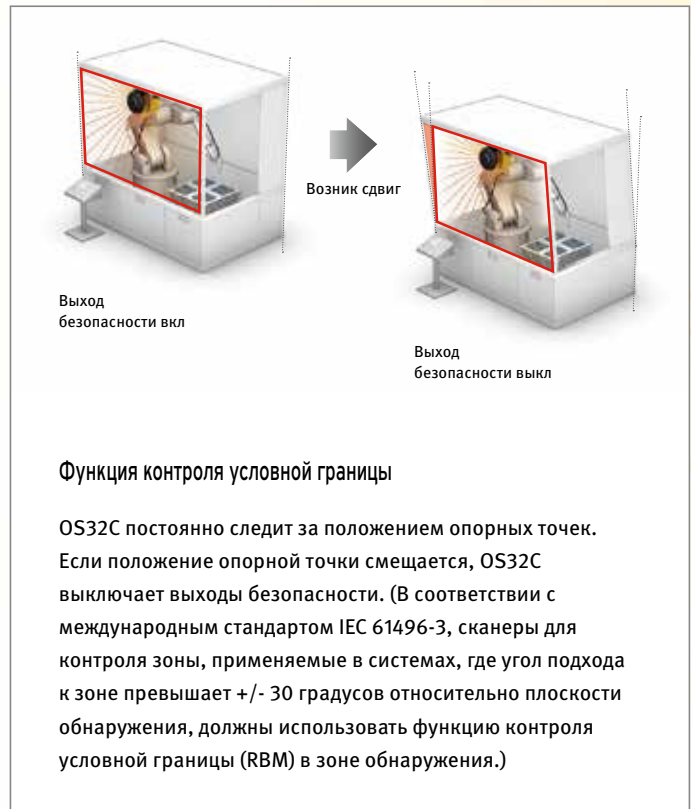 Возник сдвиг
Выход
безопасности вкл
Выход
безопасности выкл
Функция контроля условной границы
OS32C постоянно следит за положением опорных точек.
Если положение опорной точки смещается, OS32C
выключает выходы безопасности. (В соответствии с
международным стандартом IEC 61496-3, сканеры для
контроля зоны, применяемые в системах, где угол подхода
к зоне превышает +/- 30 градусов относительно плоскости
обнаружения, должны использовать функцию контроля
условной границы (RBM) в зоне обнаружения.)